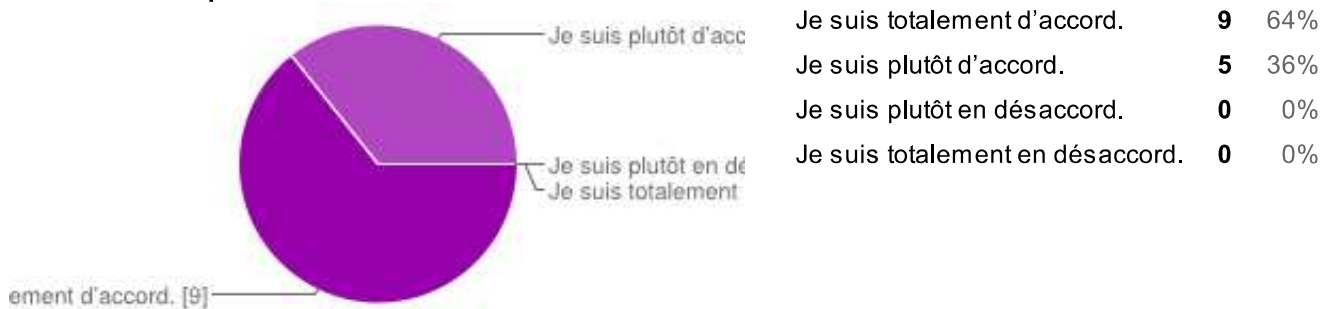 Je suis plutôt d'acc
Je suis plutôt en dé
Je suis totalement
ement d'accord. [9]
Je suis totalement d'accord. 9 64%
Je suis plutôt d'accord. 5 36%
Je suis plutôt en désaccord. 0 0%
Je suis totalement en désaccord. 0 0%